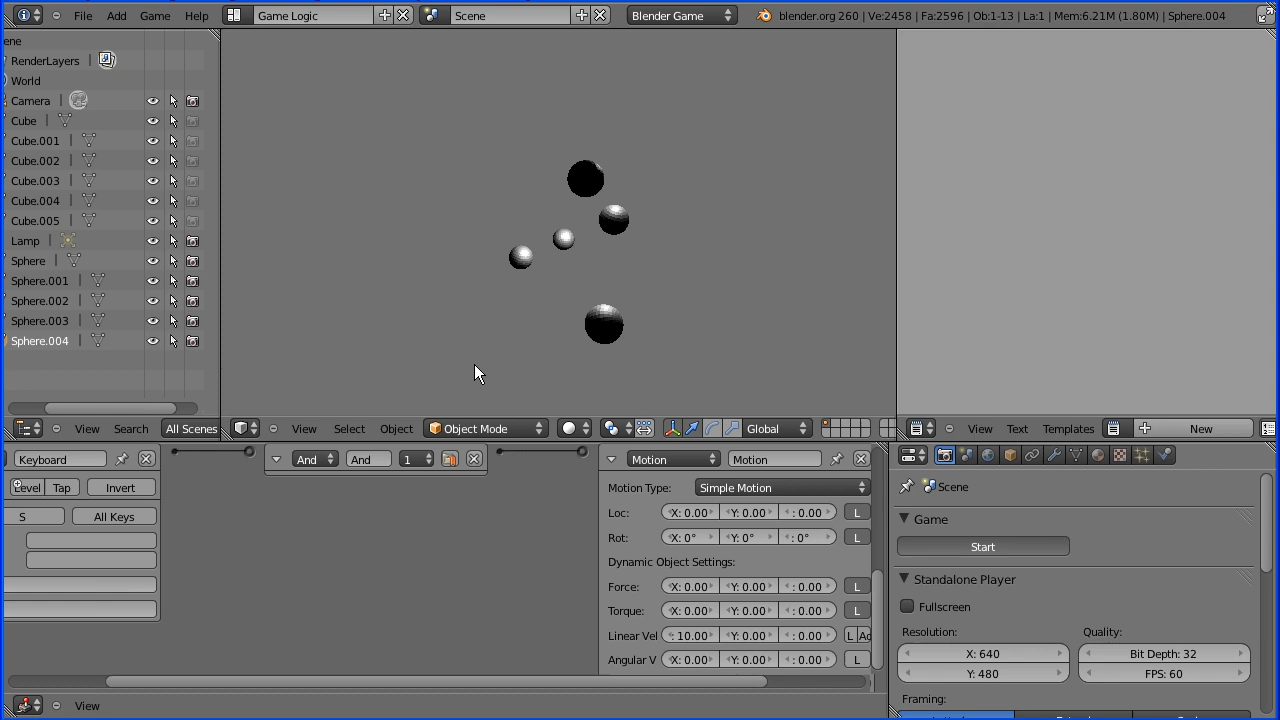 File Add Game Help Game Logic Scene Blender Game blender.org 260 | Ve:2458 | Fa:2596 | Ob:1-13 | La:1 | Mem:6.21M (1.80M) | Sphere.004
ene
RenderLayers |
World
Camera |
Cube |
Cube.001 |
Cube.002 |
Cube.003 |
Cube.004 |
Cube.005 |
Lamp |
Sphere |
Sphere.001 |
Sphere.002 |
Sphere.003 |
Sphere.004 |
View Search All Scenes
View Select Object Object Mode Global
View Text Templates New
Keyboard
Level Tap Invert
S All Keys
And And 1
Motion Motion
Motion Type: Simple Motion
Loc: X: 0.00 Y: 0.00 : 0.00 L
Rot: X: 0° Y: 0° : 0° L
Dynamic Object Settings:
Force: X: 0.00 Y: 0.00 : 0.00 L
Torque: X: 0.00 Y: 0.00 : 0.00 L
Linear Vel : 10.00 Y: 0.00 : 0.00 L Ad
Angular V X: 0.00 Y: 0.00 : 0.00 L
View
Scene
Game
Start
Standalone Player
Fullscreen
Resolution: Quality:
X: 640 Bit Depth: 32
Y: 480 FPS: 60
Framing: